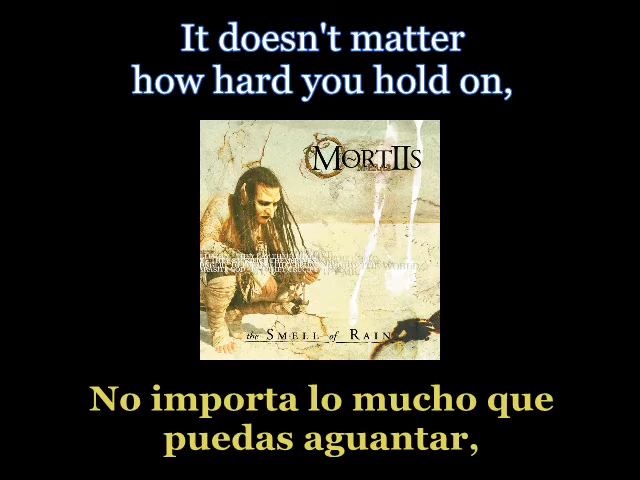 It doesn't matter
how hard you hold on,
MORTIIS
the SMELL of RAIN
No importa lo mucho que
puedas aguantar,